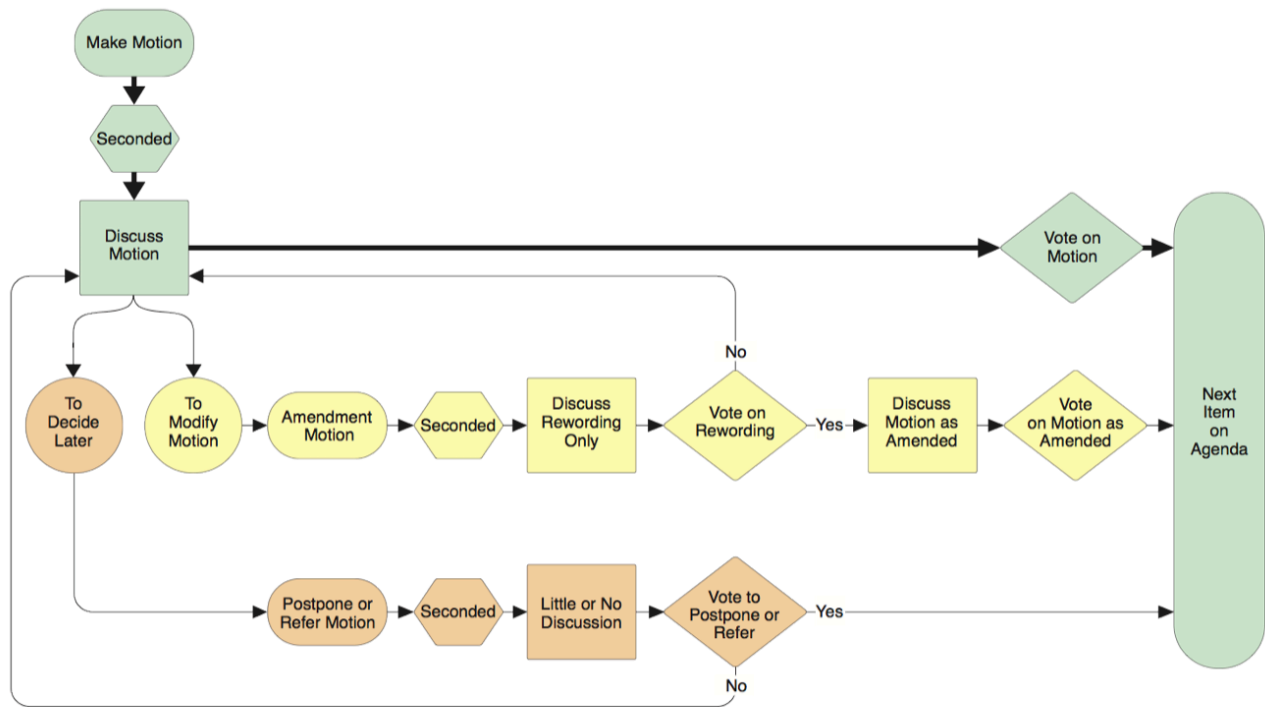 Make Motion
Seconded
Discuss
Motion
Vote on
Motion
Next
Item
on
Agenda
No
To
Decide
Later
To
Modify
Motion
Amendment
Motion
Seconded
Discuss
Rewording
Only
Vote on
Rewording
Yes
Discuss
Motion as
Amended
Vote
on Motion as
Amended
Postpone or
Refer Motion
Seconded
Little or No
Discussion
Vote to
Postpone or
Refer
Yes
No